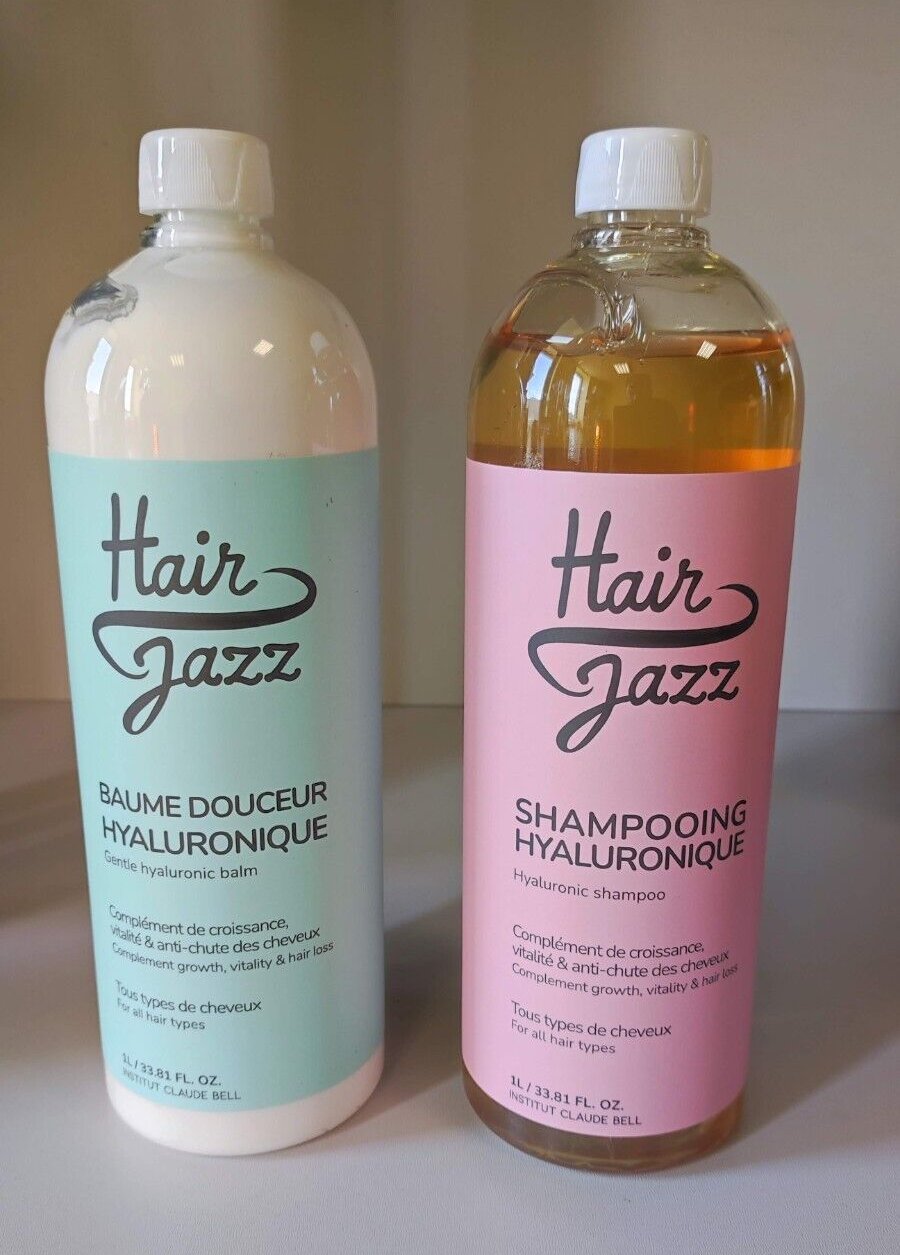 Hair
Jazz
BAUME DOUCEUR
HYALURONIQUE
Gentle hyaluronic balm
Complément de croissance,
vitalité & anti-chute des cheveux
Complement growth, vitality & hair loss
Tous types de cheveux
For all hair types
1L / 33.81 FL. OZ.
INSTITUT CLAUDE BELL
Hair
Jazz
SHAMPOOING
HYALURONIQUE
Hyaluronic shampoo
Complément de croissance,
vitalité & anti-chute des cheveux
Complement growth, vitality & hair loss
Tous types de cheveux
For all hair types
1L / 33.81 FL. OZ.
INSTITUT CLAUDE BELL